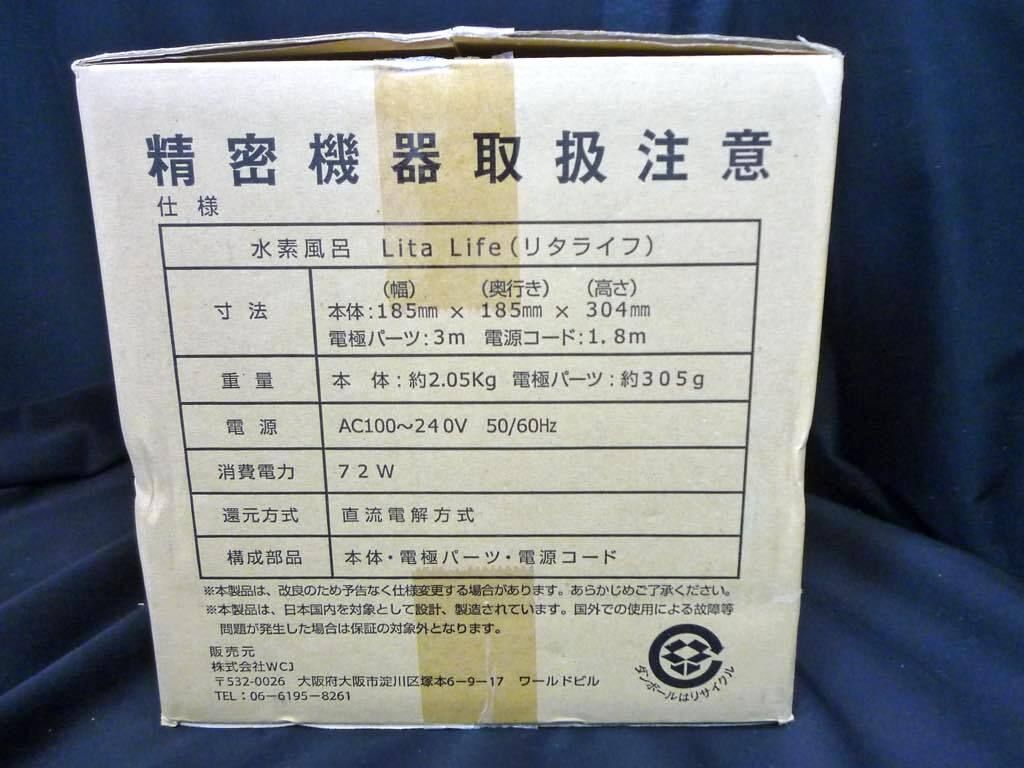 精密機器取扱注意
仕様
水素風呂 Lita Life(リタライフ)
寸法
(幅) (奥行き) (高さ)
本体:185㎜ × 185㎜ × 304㎜
電極パーツ:3m 電源コード:1.8m
重量 本 体:約2.05Kg 電極パーツ:約305g
電源 AC100〜240V 50/60Hz
消費電力 72W
還元方式 直流電解方式
構成部品 本体・電極パーツ・電源コード
※本製品は、改良のため予告なく仕様変更する場合があります。あらかじめご了承ください。
※本製品は、日本国内を対象として設計、製造されています。国外での使用による故障等
問題が発生した場合は保証の対象外となります。
販売元
株式会社WCJ
〒532-0026 大阪府大阪市淀川区塚本6-9-17 ワールドビル
TEL:06-6195-8261
ダンボールはリサイクル